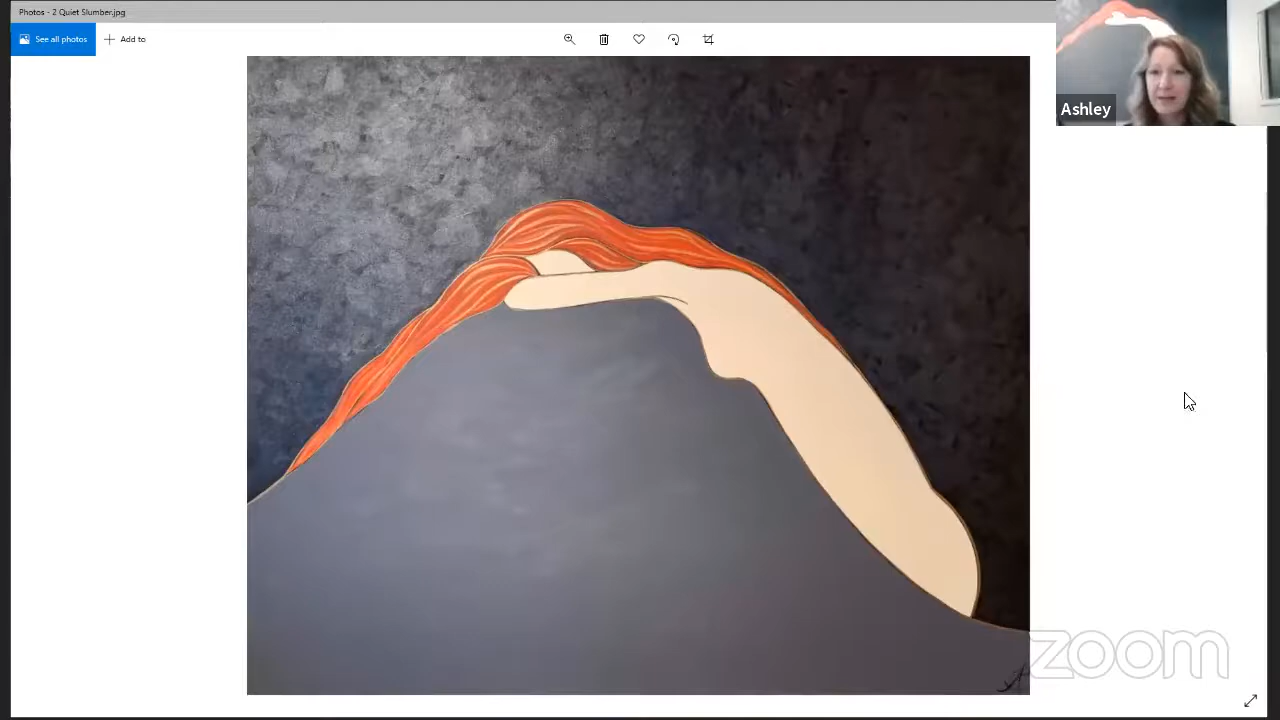 Photos - 2 Quiet Slumber.jpg
See all photos
Add to
Ashley
zoom